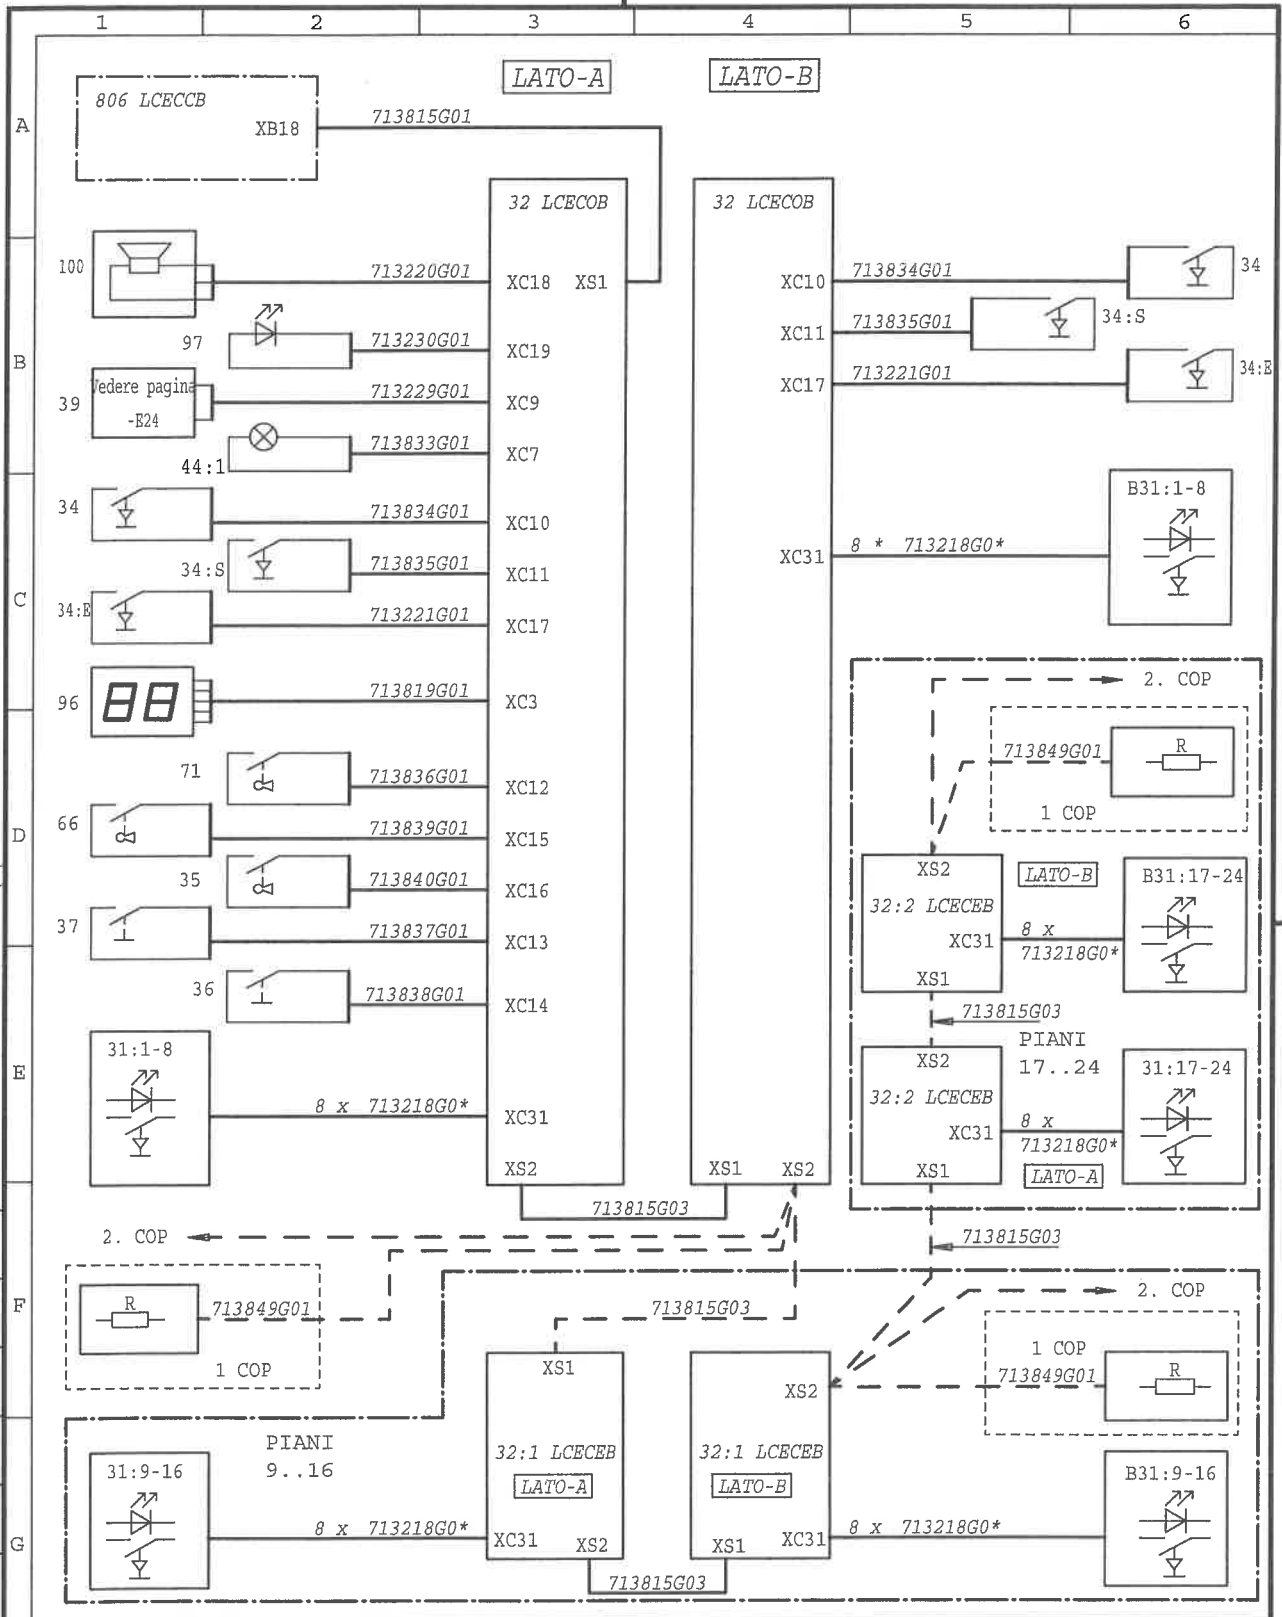 1 2 3 4 5 6
A
B
C
D
E
F
G
LATO-A
LATO-B
806 LCECCB
XB18
713815G01
32 LCECOB
XS1
100
713220G01
XC18
97
713230G01
XC19
39
Vedere pagina
-E24
713229G01
XC9
44:1
713833G01
XC7
34
713834G01
XC10
34:S
713835G01
XC11
34:E
713221G01
XC17
96
88
713819G01
XC3
71
713836G01
XC12
66
713839G01
XC15
35
713840G01
XC16
37
713837G01
XC13
36
713838G01
XC14
31:1-8
8 x 713218G0*
XC31
XS2
713815G03
32 LCECOB
XC10
713834G01
34
XC11
713835G01
34:S
XC17
713221G01
34:E
XC31
8 * 713218G0*
B31:1-8
XS1
XS2
2. COP
713849G01
R
1 COP
XS2
LATO-B
B31:17-24
32:2 LCECEB
XC31
8 x
713218G0*
XS1
713815G03
PIANI
17..24
XS2
31:17-24
32:2 LCECEB
XC31
8 x
713218G0*
XS1
LATO-A
713815G03
2. COP
R
713849G01
1 COP
713815G03
2. COP
1 COP
713849G01
R
XS1
XS2
PIANI
9..16
31:9-16
8 x 713218G0*
32:1 LCECEB
LATO-A
XC31
XS2
713815G03
32:1 LCECEB
LATO-B
XS1
XC31
8 x 713218G0*
B31:9-16